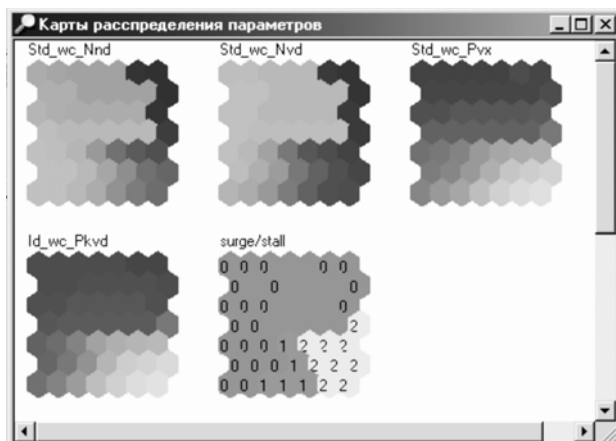 Карты расспределения параметров
Std_wc_Nnd Std_wc_Nvd Std_wc_Pvx
Id_wc_Pkvd surge/stall
0 0 0 0 0
0 0 0
0 0 0 0
0 0 2
0 0 0 1 2 2 2
0 0 0 1 2 2 2
0 0 1 1 1 2 2